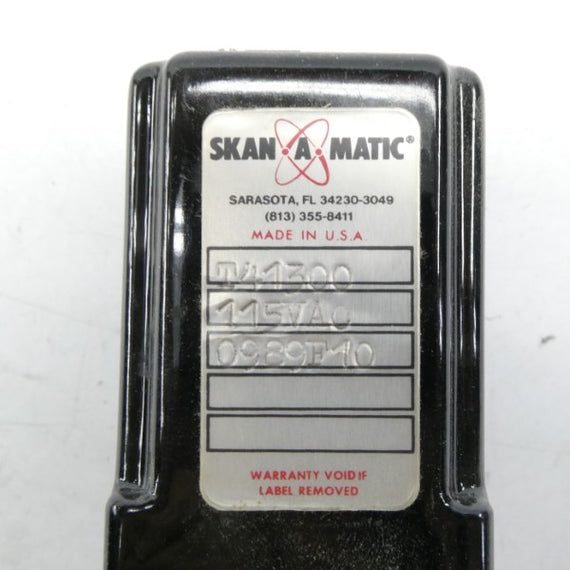 SKAN A MATIC®
SARASOTA, FL 34230-3049
(813) 355-8411
MADE IN U.S.A.
T41300
115VAC
0989E10
WARRANTY VOID IF
LABEL REMOVED